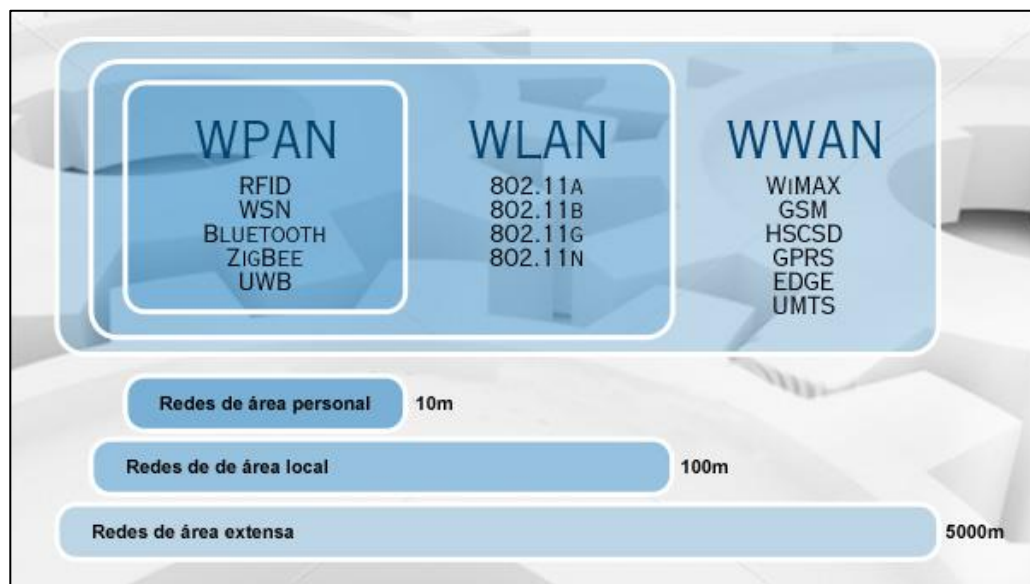 WPAN
RFID
WSN
BLUETOOTH
ZIGBEE
UWB
WLAN
802.11A
802.11B
802.11G
802.11N
WWAN
WIMAX
GSM
HSCSD
GPRS
EDGE
UMTS
Redes de área personal 10m
Redes de de área local 100m
Redes de área extensa 5000m